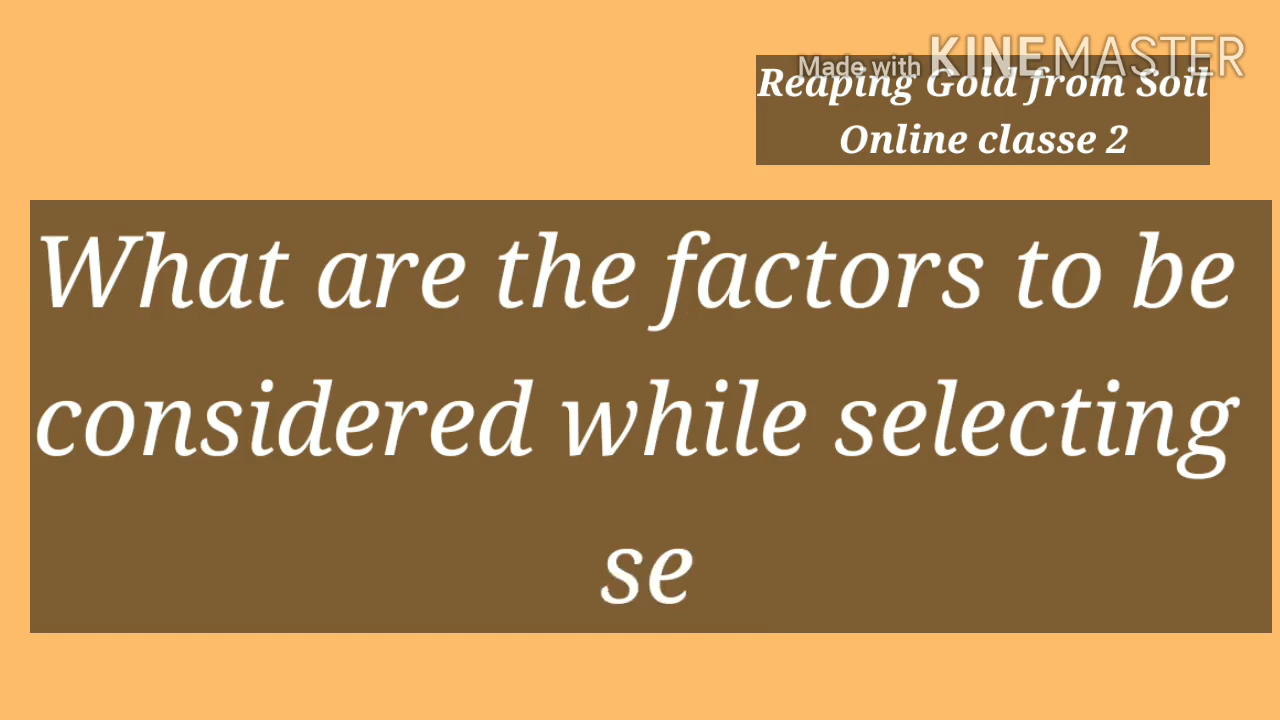 Made with KINEMASTER
Reaping Gold from Soil
Online classe 2
What are the factors to be
considered while selecting
se